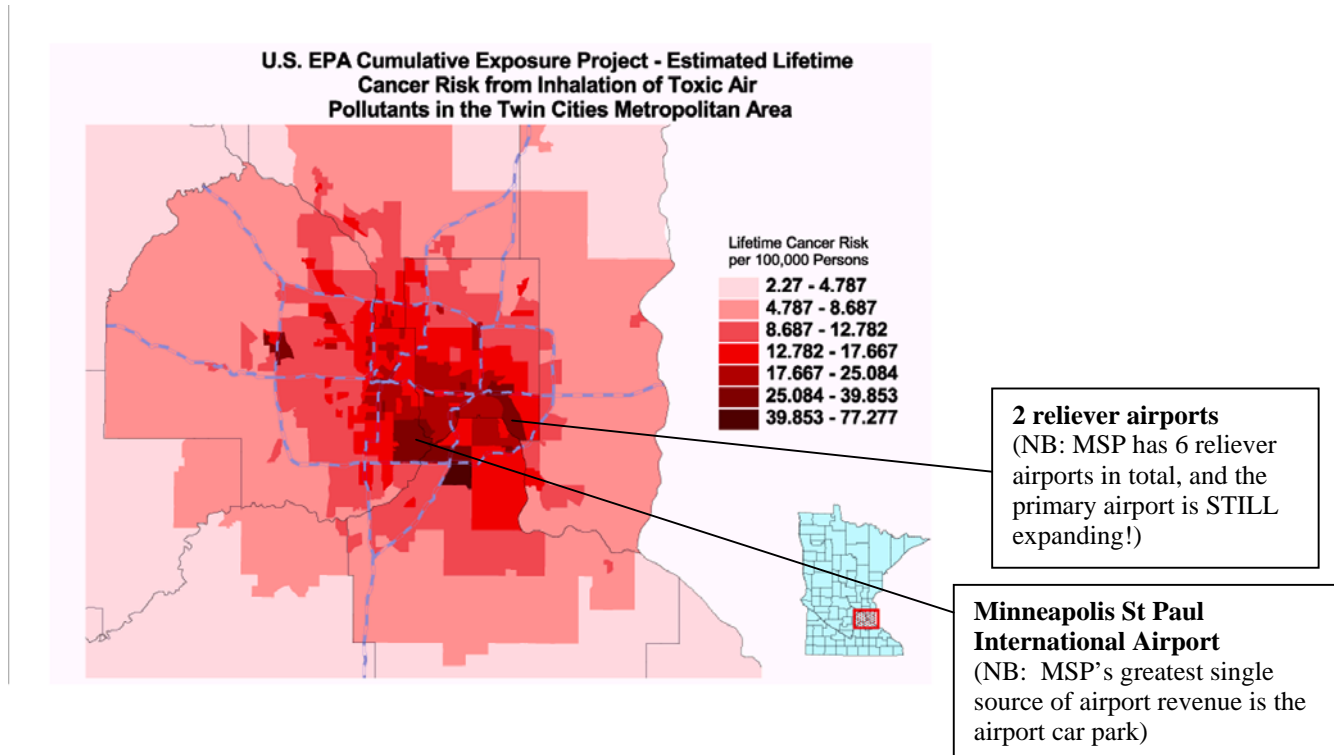 U.S. EPA Cumulative Exposure Project - Estimated Lifetime
Cancer Risk from Inhalation of Toxic Air
Pollutants in the Twin Cities Metropolitan Area
Lifetime Cancer Risk
per 100,000 Persons
2.27 - 4.787
4.787 - 8.687
8.687 - 12.782
12.782 - 17.667
17.667 - 25.084
25.084 - 39.853
39.853 - 77.277
2 reliever airports
(NB: MSP has 6 reliever
airports in total, and the
primary airport is STILL
expanding!)
Minneapolis St Paul
International Airport
(NB:  MSP’s greatest single
source of airport revenue is the
airport car park)